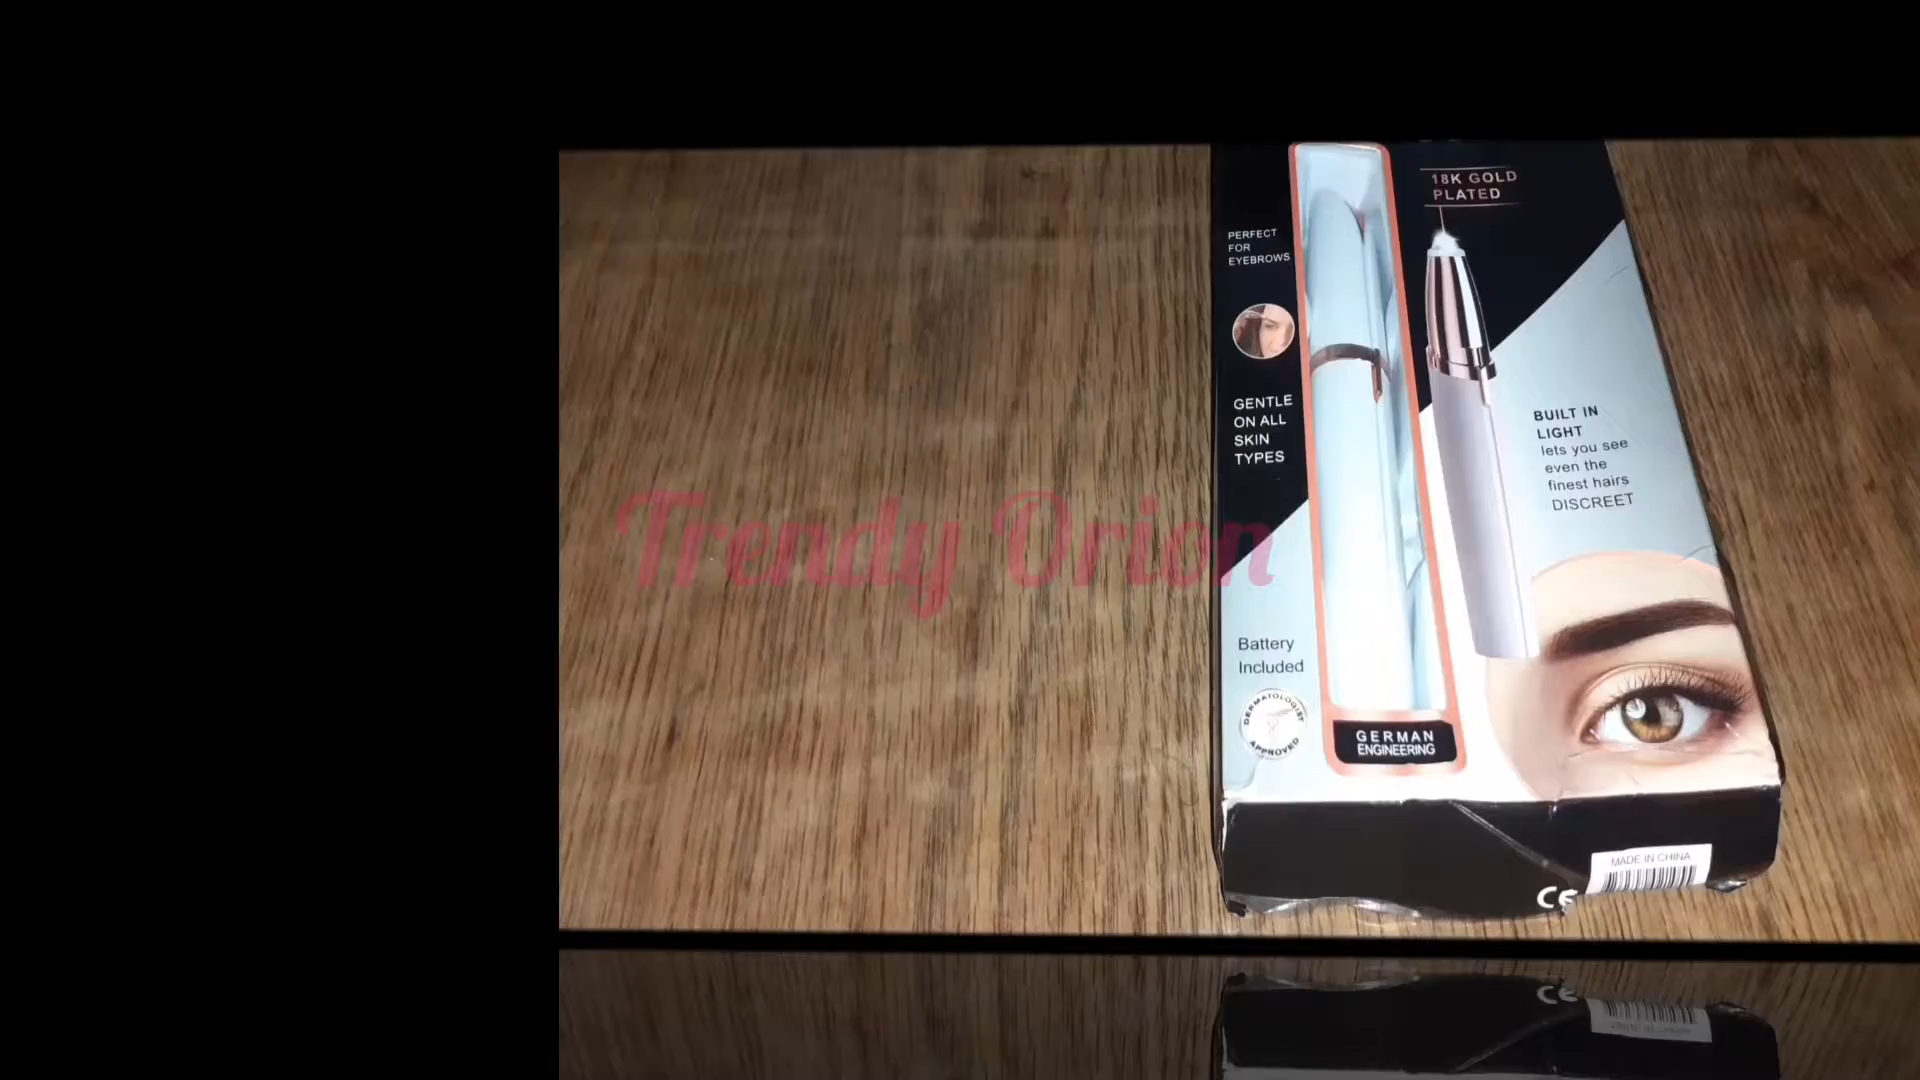 18K GOLD
PLATED
PERFECT
FOR
EYEBROWS
GENTLE
ON ALL
SKIN
TYPES
BUILT IN
LIGHT
lets you see
even the
finest hairs
DISCREET
Trendy Orion
Battery
Included
DERMATOLOGIST
APPROVED
GERMAN
ENGINEERING
MADE IN CHINA
CE